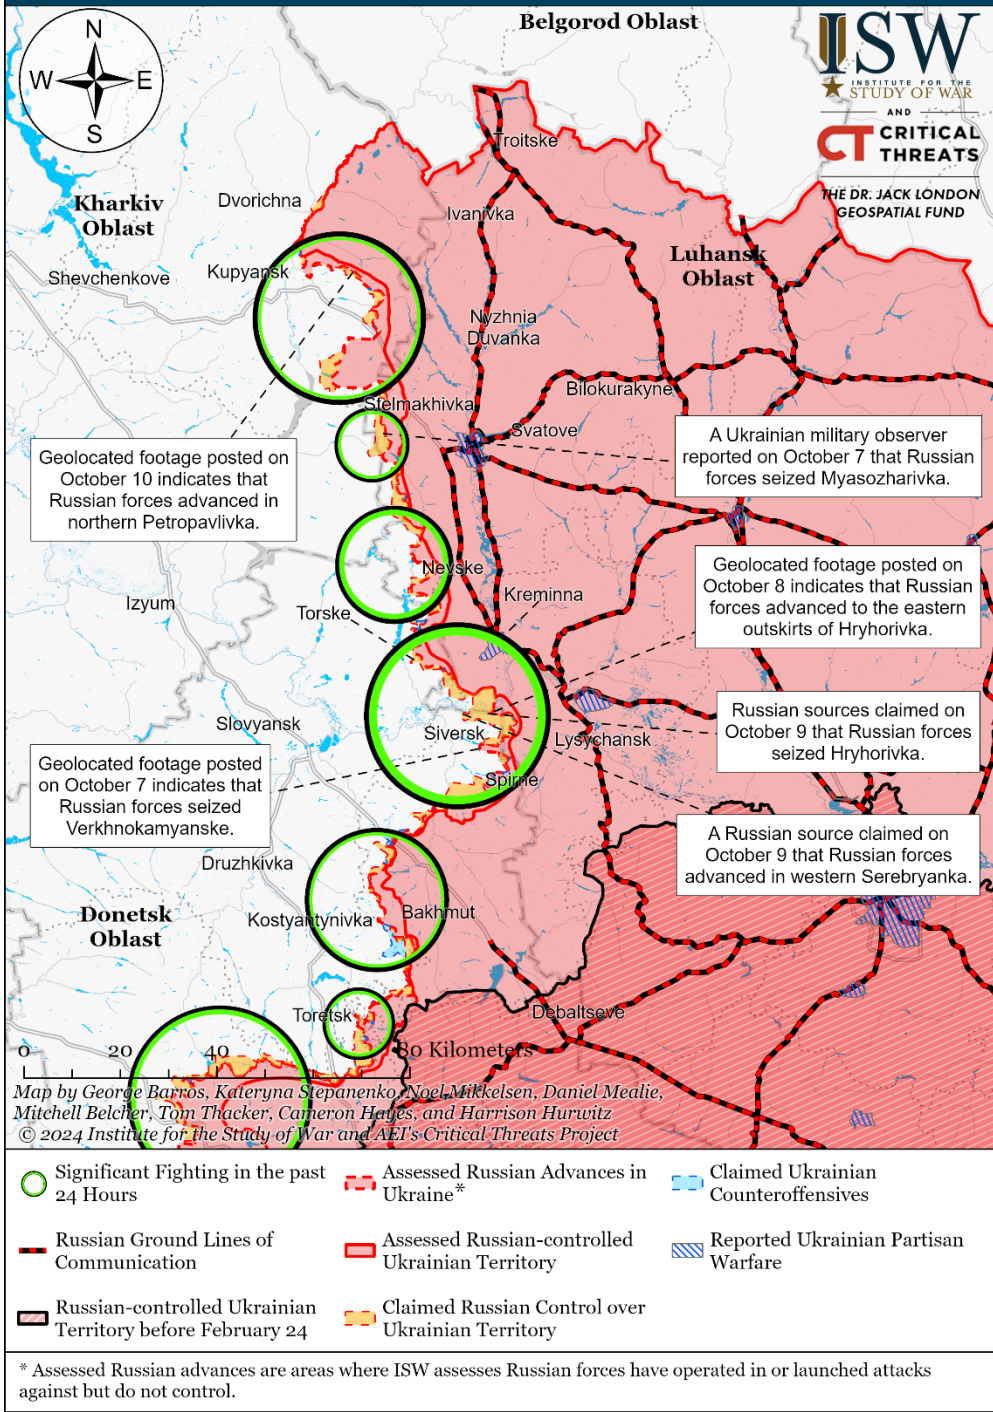 Belgorod Oblast
N
W
E
S
ISW
INSTITUTE FOR THE
STUDY OF WAR
AND
CT CRITICAL
THREATS
THE DR. JACK LONDON
GEOSPATIAL FUND
Troitske
Dvorichna
Kharkiv
Oblast
Ivanivka
Luhansk
Oblast
Shevchenkove
Kupyansk
Nyzhnia
Duvanka
Bilokurakyne
Stelmakhivka
Svatove
Geolocated footage posted on
October 10 indicates that
Russian forces advanced in
northern Petropavlivka.
A Ukrainian military observer
reported on October 7 that Russian
forces seized Myasozharivka.
Nevske
Geolocated footage posted on
October 8 indicates that Russian
forces advanced to the eastern
outskirts of Hryhorivka.
Izyum
Torske
Kreminna
Slovyansk
Siversk
Lysychansk
Russian sources claimed on
October 9 that Russian forces
seized Hryhorivka.
Geolocated footage posted
on October 7 indicates that
Russian forces seized
Verkhnokamyanske.
Spirne
A Russian source claimed on
October 9 that Russian forces
advanced in western Serebryanka.
Druzhkivka
Donetsk
Oblast
Kostyantynivka
Bakhmut
Toretsk
Debaltseve
0 20 40 80 Kilometers
Map by George Barros, Kateryna Stepanenko, Noel Mikkelsen, Daniel Mealie,
Mitchell Belcher, Tom Thacker, Cameron Hayes, and Harrison Hurwitz
© 2024 Institute for the Study of War and AEI's Critical Threats Project
Significant Fighting in the past
24 Hours
Assessed Russian Advances in
Ukraine*
Claimed Ukrainian
Counteroffensives
Russian Ground Lines of
Communication
Assessed Russian-controlled
Ukrainian Territory
Reported Ukrainian Partisan
Warfare
Russian-controlled Ukrainian
Territory before February 24
Claimed Russian Control over
Ukrainian Territory
* Assessed Russian advances are areas where ISW assesses Russian forces have operated in or launched attacks
against but do not control.